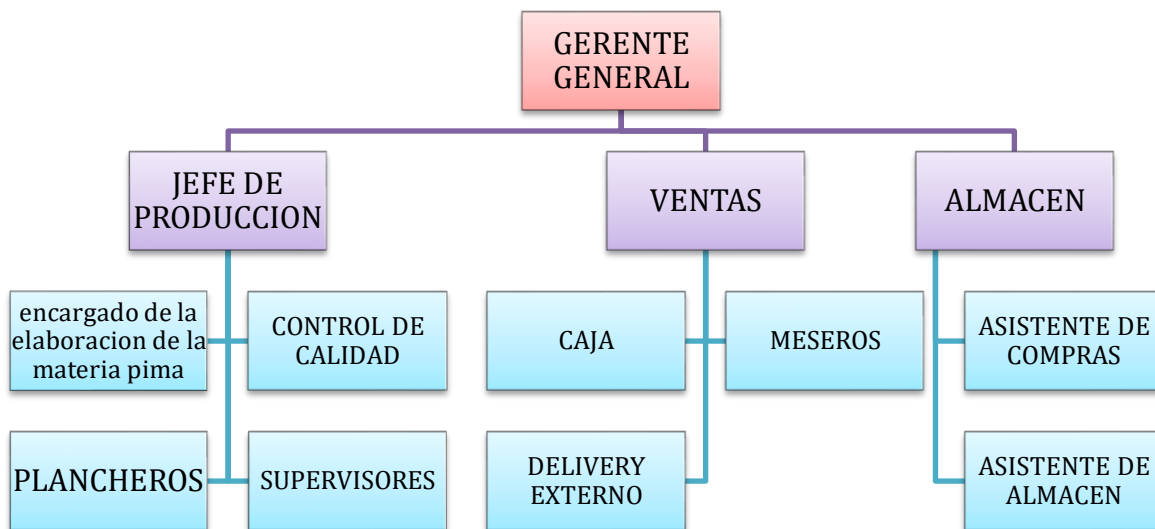 GERENTE
GENERAL
JEFE DE
PRODUCCION
VENTAS
ALMACEN
encargado de la
elaboracion de la
materia pima
CONTROL DE
CALIDAD
CAJA
MESEROS
ASISTENTE DE
COMPRAS
PLANCHEROS
SUPERVISORES
DELIVERY
EXTERNO
ASISTENTE DE
ALMACEN